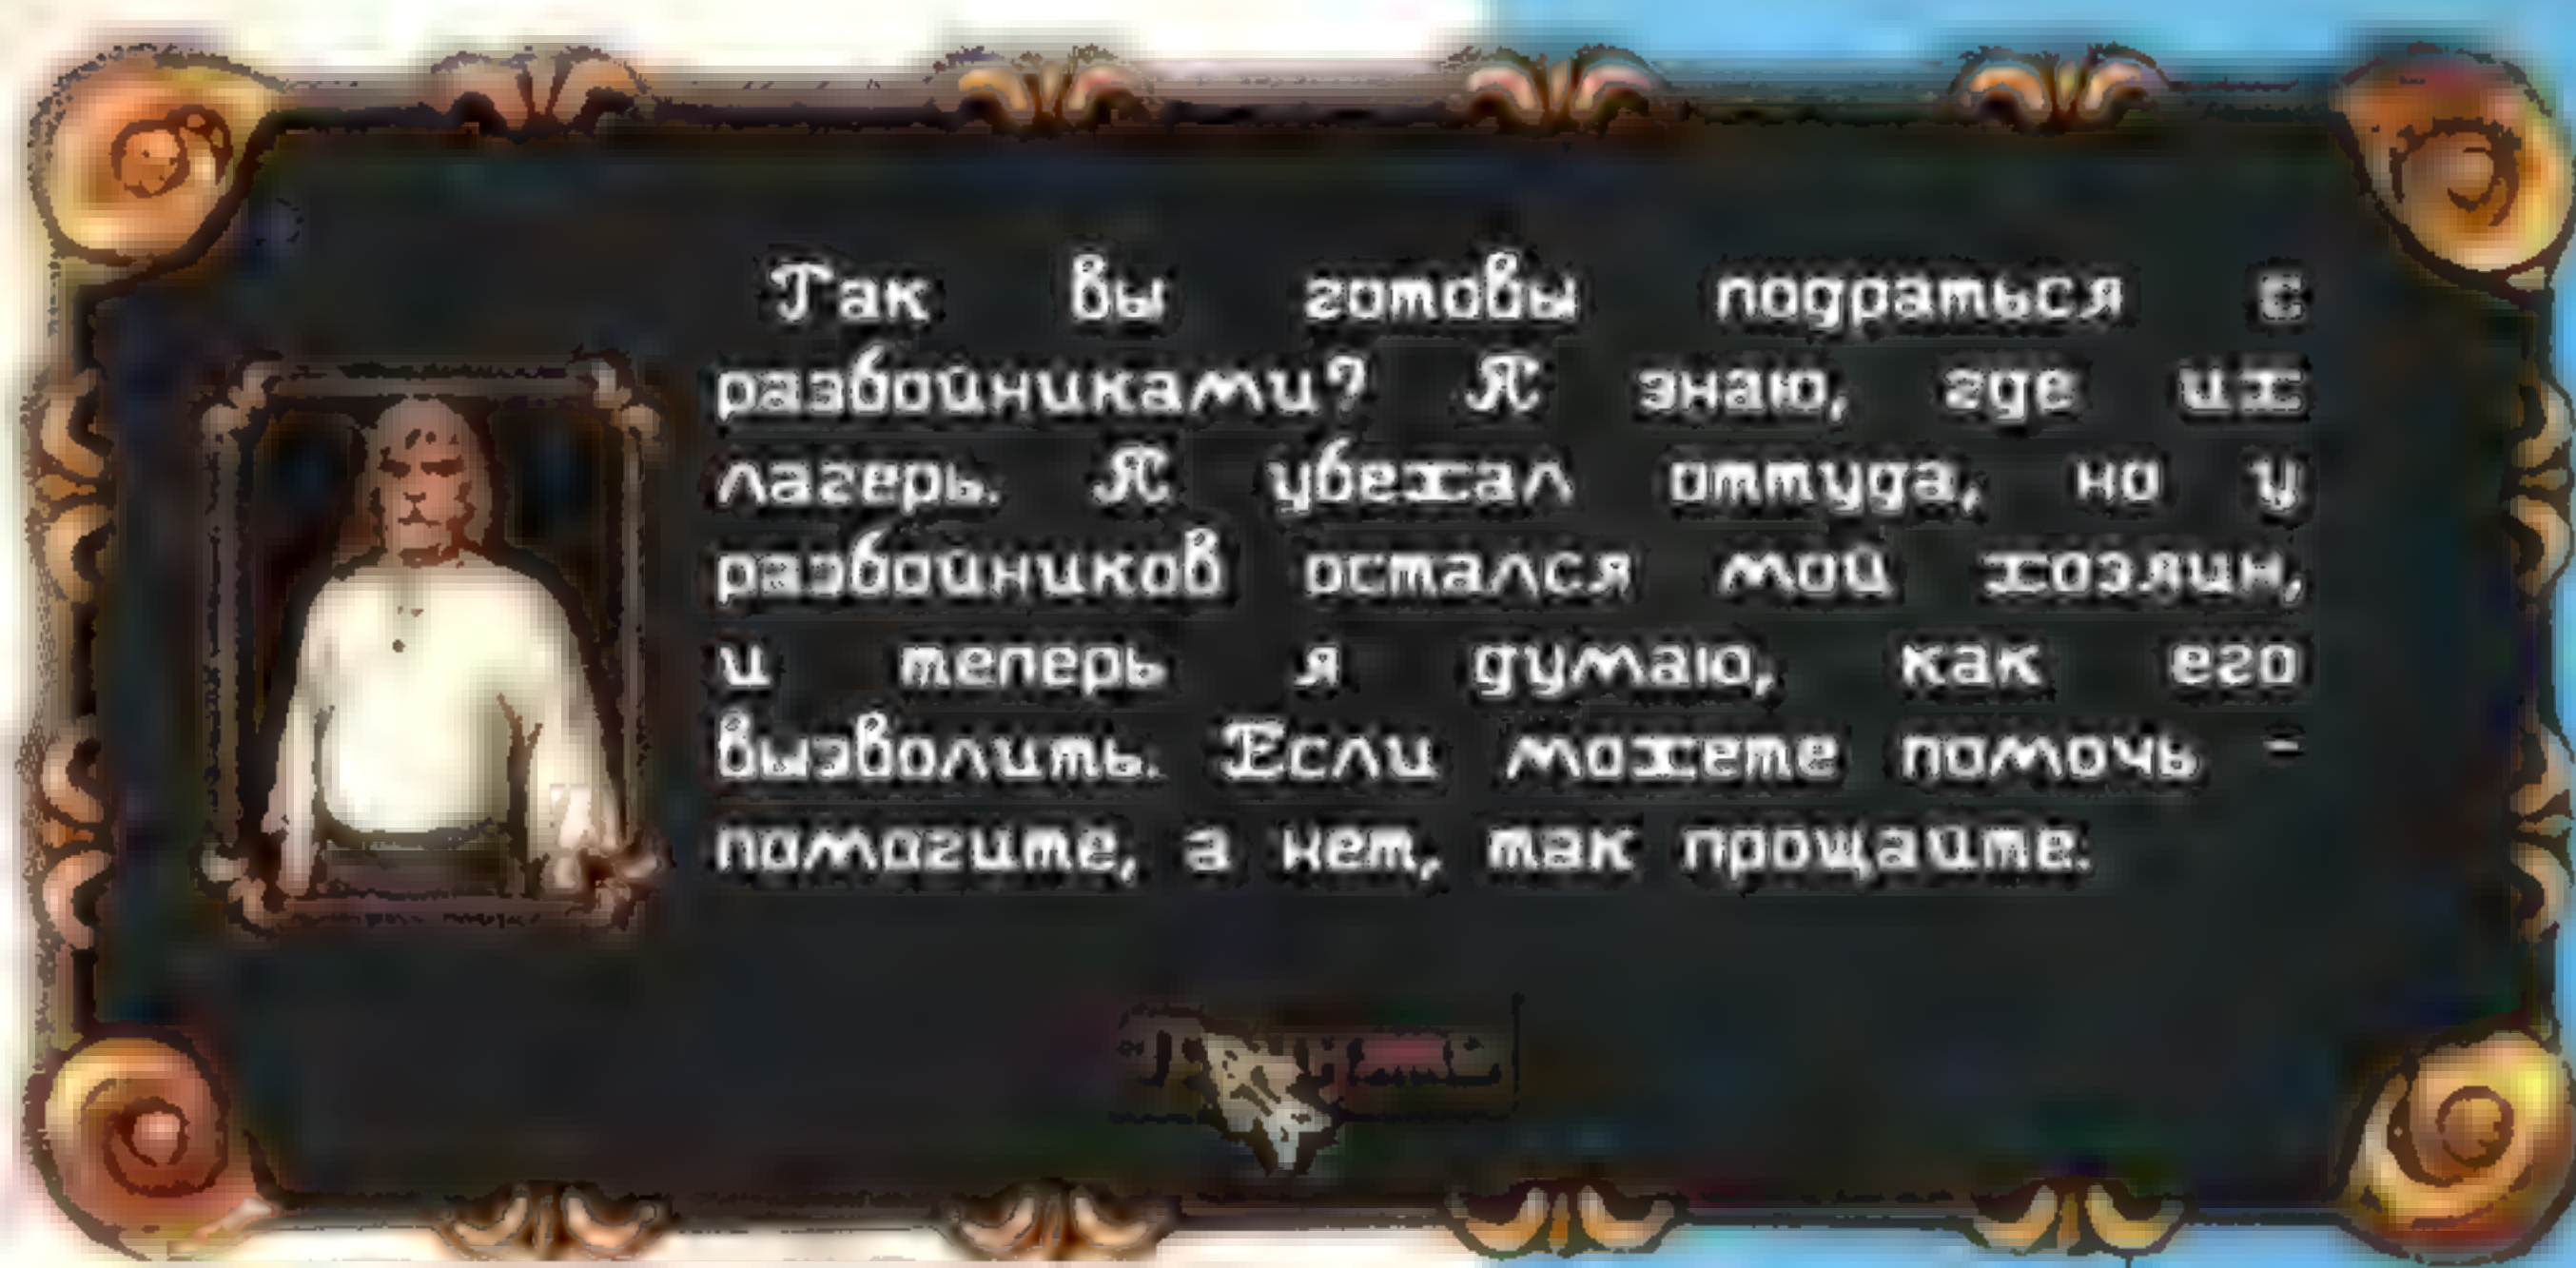 Так вы готовы подраться с
разбойниками? Я знаю, где их
лагерь. Я убежал оттуда, но у
разбойников остался мой хозяин,
и теперь я думаю, как его
вызволить. Если можете помочь -
помогите, а нет, так прощайте.